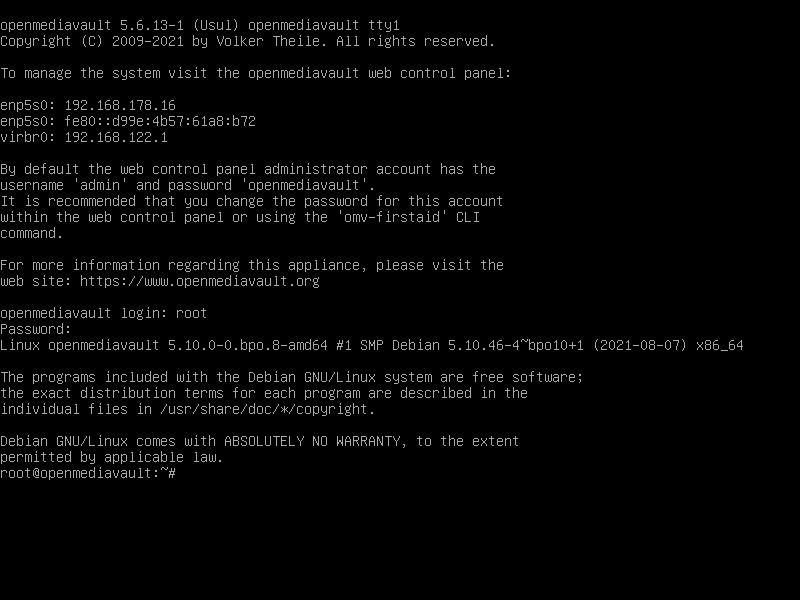 openmediavault 5.6.13-1 (Usul) openmediavault tty1
Copyright (C) 2009-2021 by Volker Theile. All rights reserved.
To manage the system visit the openmediavault web control panel:
enp5s0: 192.168.178.16
enp5s0: fe80::d99e:4b57:61a8:b72
virbr0: 192.168.122.1
By default the web control panel administrator account has the
username 'admin' and password 'openmediavault'.
It is recommended that you change the password for this account
within the web control panel or using the 'omv-firstaid' CLI
command.
For more information regarding this appliance, please visit the
web site: https://www.openmediavault.org
openmediavault login: root
Password:
Linux openmediavault 5.10.0-0.bpo.8-amd64 #1 SMP Debian 5.10.46-4~bpo10+1 (2021-08-07) x86_64
The programs included with the Debian GNU/Linux system are free software;
the exact distribution terms for each program are described in the
individual files in /usr/share/doc/*/copyright.
Debian GNU/Linux comes with ABSOLUTELY NO WARRANTY, to the extent
permitted by applicable law.
root@openmediavault:~#